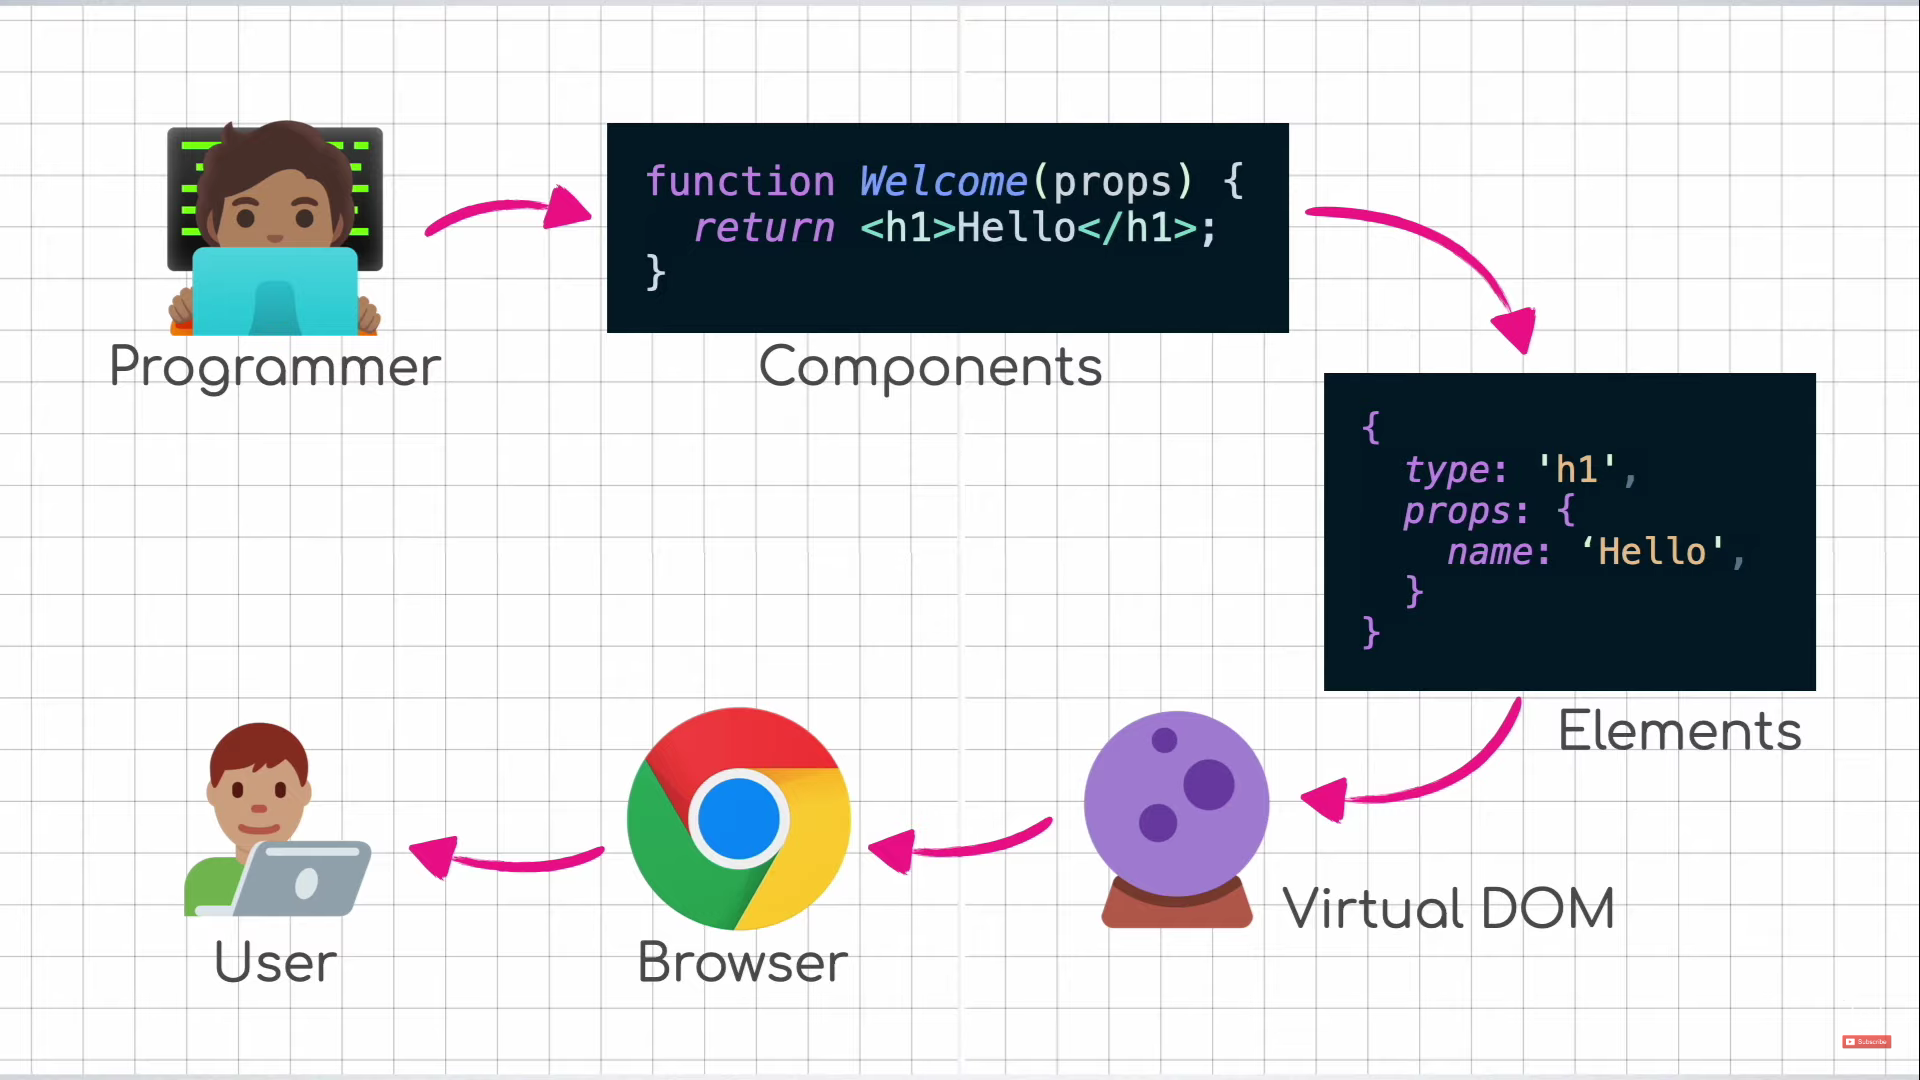 function Welcome(props) {
return <h1>Hello</h1>;
}
Programmer
Components
{
type: 'h1',
props: {
name: ‘Hello',
}
}
Elements
Virtual DOM
User
Browser
Subscribe